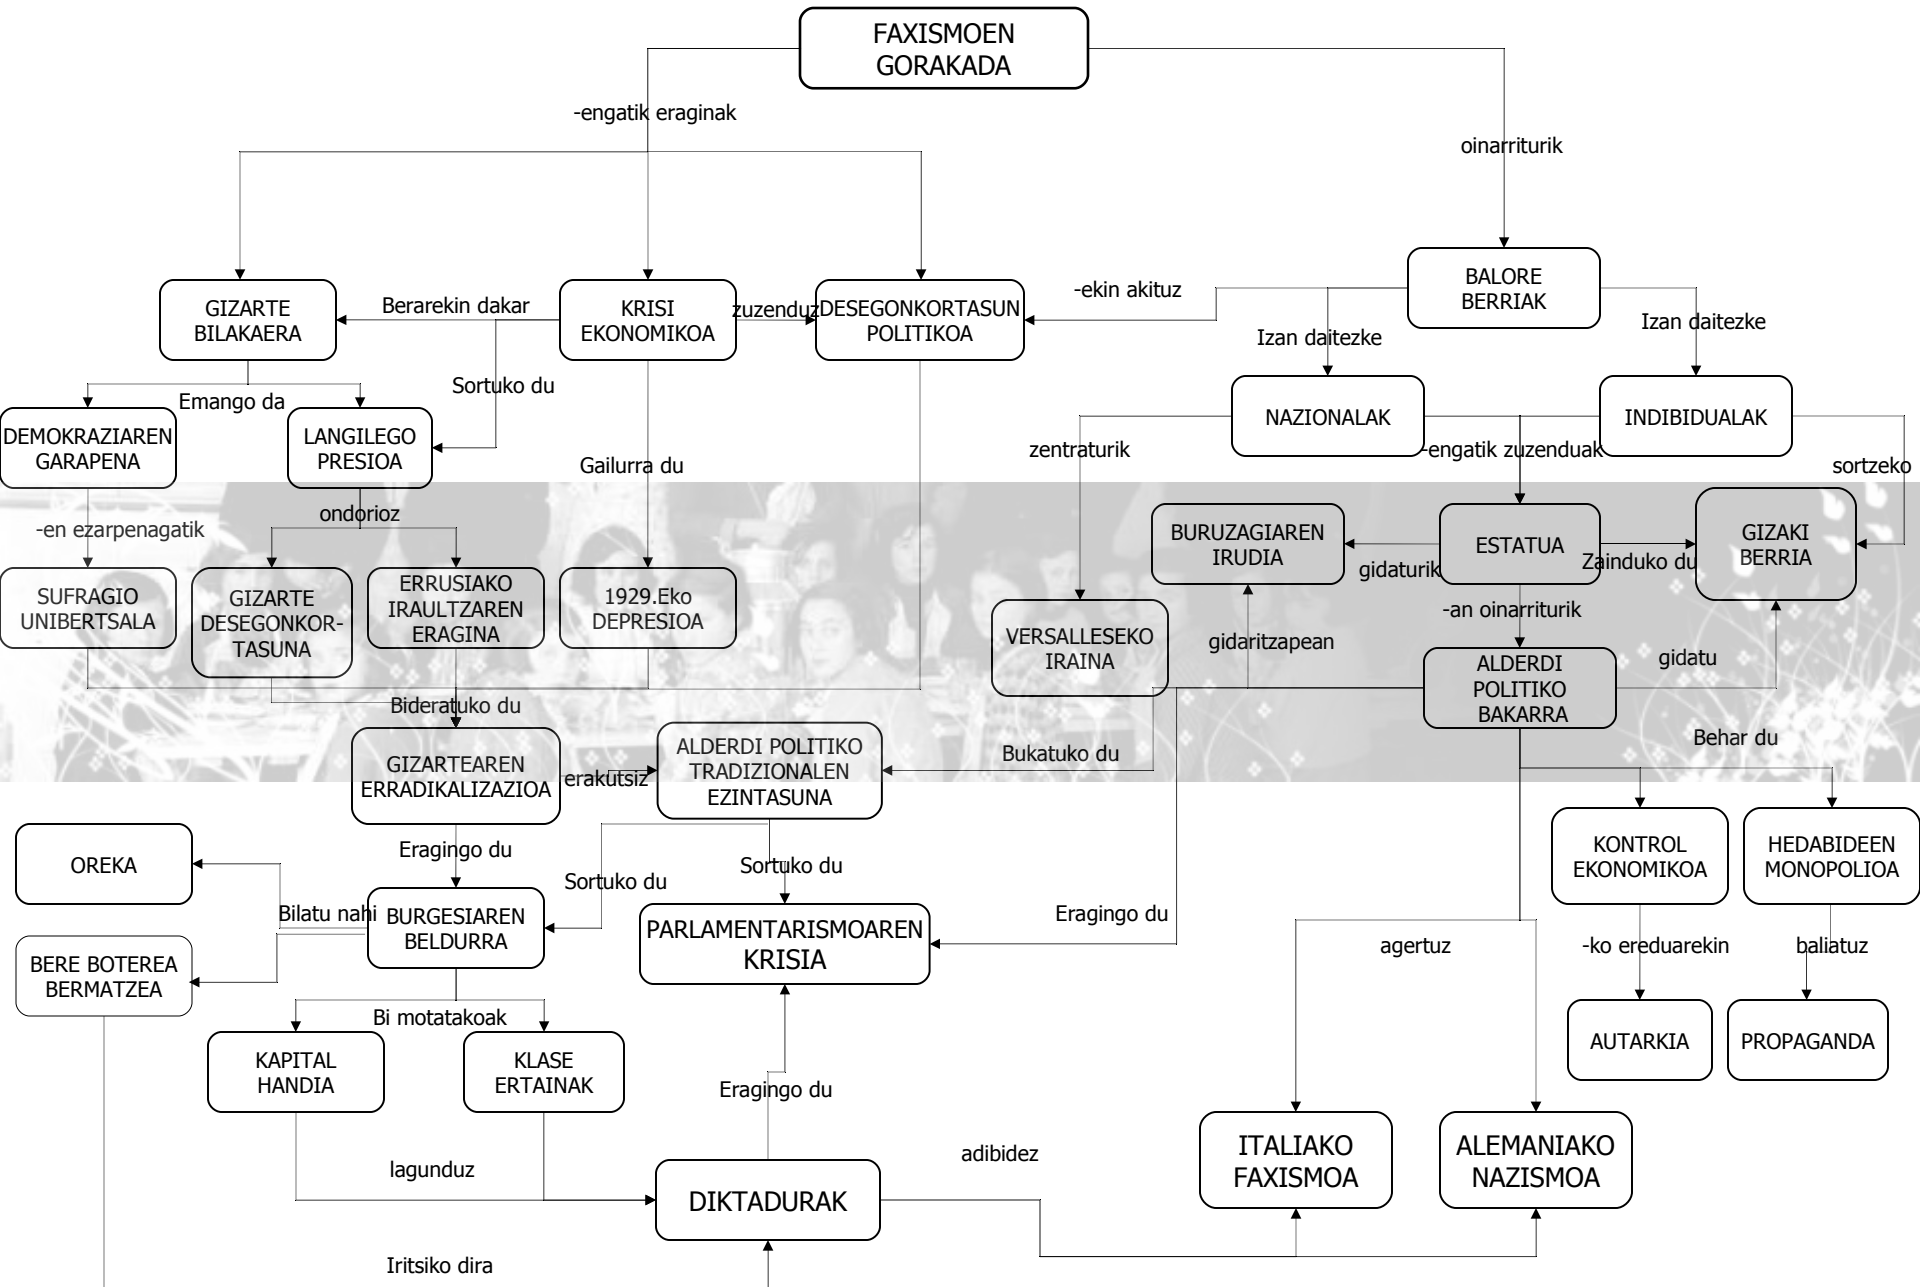 FAXISMOEN
GORAKADA
-engatik eraginak
oinarriturik
GIZARTE
BILAKAERA
Berarekin dakar
KRISI
EKONOMIKOA
zuzenduz
DESEGONKORTASUN
POLITIKOA
-ekin akituz
BALORE
BERRIAK
Izan daitezke
Izan daitezke
Emango da
Sortuko du
DEMOKRAZIAREN
GARAPENA
LANGILEGO
PRESIOA
Gailurra du
NAZIONALAK
INDIBIDUALAK
zentraturik
-engatik zuzenduak
sortzeko
-en ezarpenagatik
ondorioz
BURUZAGIAREN
IRUDIA
gidaturik
ESTATUA
Zainduko du
GIZAKI
BERRIA
SUFRAGIO
UNIBERTSALA
GIZARTE
DESEGONKOR-
TASUNA
ERRUSIAKO
IRAULTZAREN
ERAGINA
1929.Eko
DEPRESIOA
VERSALLESEKO
IRAINA
gidaritzapean
-an oinarriturik
ALDERDI
POLITIKO
BAKARRA
gidatu
Bideratuko du
GIZARTEAREN
ERRADIKALIZAZIOA
erakutsiz
ALDERDI POLITIKO
TRADIZIONALEN
EZINTASUNA
Bukatuko du
Behar du
OREKA
Eragingo du
Sortuko du
Sortuko du
KONTROL
EKONOMIKOA
HEDABIDEEN
MONOPOLIOA
Bilatu nahi
BURGESIAREN
BELDURRA
PARLAMENTARISMOAREN
KRISIA
Eragingo du
agertuz
-ko ereduarekin
baliatuz
BERE BOTEREA
BERMATZEA
Bi motatakoak
KAPITAL
HANDIA
KLASE
ERTAINAK
AUTARKIA
PROPAGANDA
Eragingo du
lagunduz
DIKTADURAK
adibidez
ITALIAKO
FAXISMOA
ALEMANIAKO
NAZISMOA
Iritsiko dira